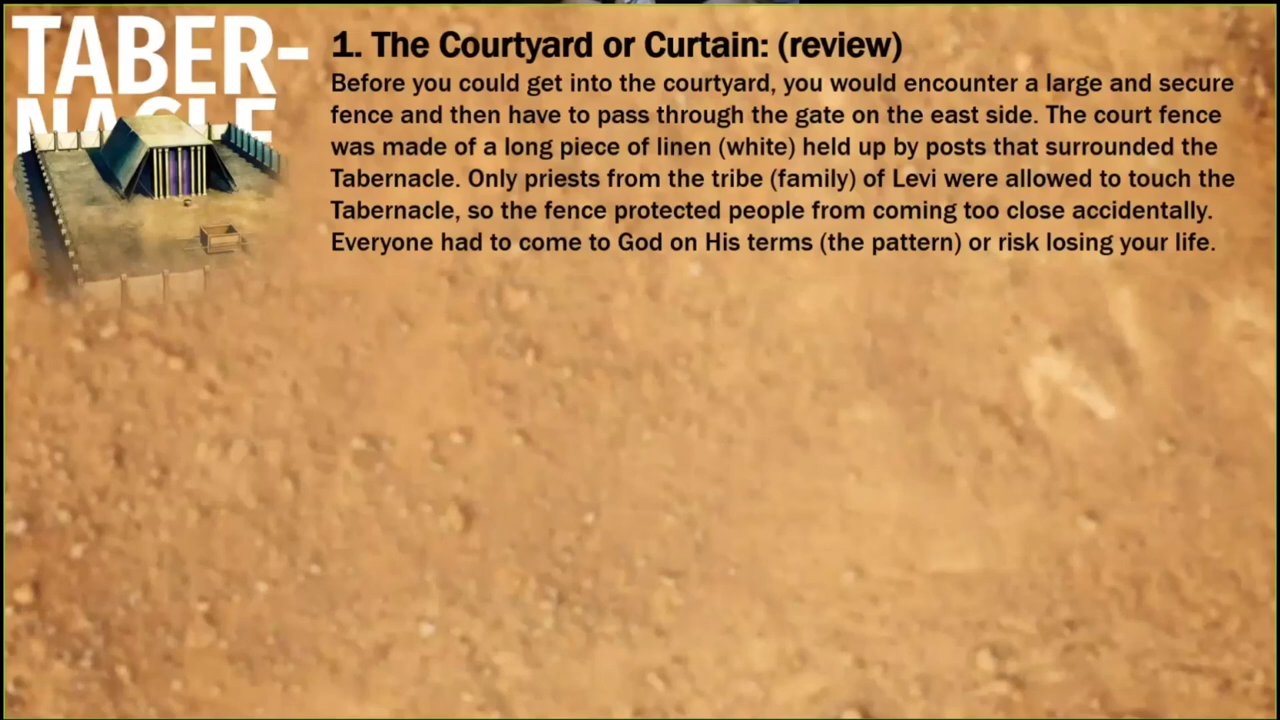 TABER-
NACLE
1. The Courtyard or Curtain: (review)
Before you could get into the courtyard, you would encounter a large and secure
fence and then have to pass through the gate on the east side. The court fence
was made of a long piece of linen (white) held up by posts that surrounded the
Tabernacle. Only priests from the tribe (family) of Levi were allowed to touch the
Tabernacle, so the fence protected people from coming too close accidentally.
Everyone had to come to God on His terms (the pattern) or risk losing your life.